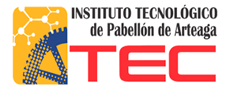 INSTITUTO TECNOLÓGICO
de Pabellón de Arteaga
TEC